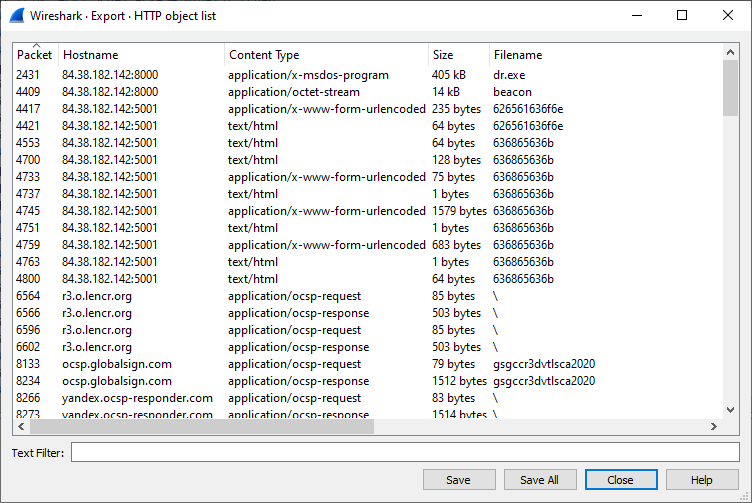 Wireshark · Export · HTTP object list
Packet Hostname Content Type Size Filename
2431 84.38.182.142:8000 application/x-msdos-program 405 kB dr.exe
4409 84.38.182.142:8000 application/octet-stream 14 kB beacon
4417 84.38.182.142:5001 application/x-www-form-urlencoded 235 bytes 626561636f6e
4421 84.38.182.142:5001 text/html 64 bytes 626561636f6e
4553 84.38.182.142:5001 text/html 64 bytes 636865636b
4700 84.38.182.142:5001 text/html 128 bytes 636865636b
4733 84.38.182.142:5001 application/x-www-form-urlencoded 75 bytes 636865636b
4737 84.38.182.142:5001 text/html 1 bytes 636865636b
4745 84.38.182.142:5001 application/x-www-form-urlencoded 1579 bytes 636865636b
4751 84.38.182.142:5001 text/html 1 bytes 636865636b
4759 84.38.182.142:5001 application/x-www-form-urlencoded 683 bytes 636865636b
4763 84.38.182.142:5001 text/html 1 bytes 636865636b
4800 84.38.182.142:5001 text/html 64 bytes 636865636b
6564 r3.o.lencr.org application/ocsp-request 85 bytes \
6566 r3.o.lencr.org application/ocsp-response 503 bytes \
6596 r3.o.lencr.org application/ocsp-request 85 bytes \
6602 r3.o.lencr.org application/ocsp-response 503 bytes \
8133 ocsp.globalsign.com application/ocsp-request 79 bytes gsgccr3dvtlsca2020
8234 ocsp.globalsign.com application/ocsp-response 1512 bytes gsgccr3dvtlsca2020
8266 yandex.ocsp-responder.com application/ocsp-request 83 bytes \
8273 yandex.ocsp-responder.com application/ocsp-response 1514 bytes \
Text Filter:
Save Save All Close Help